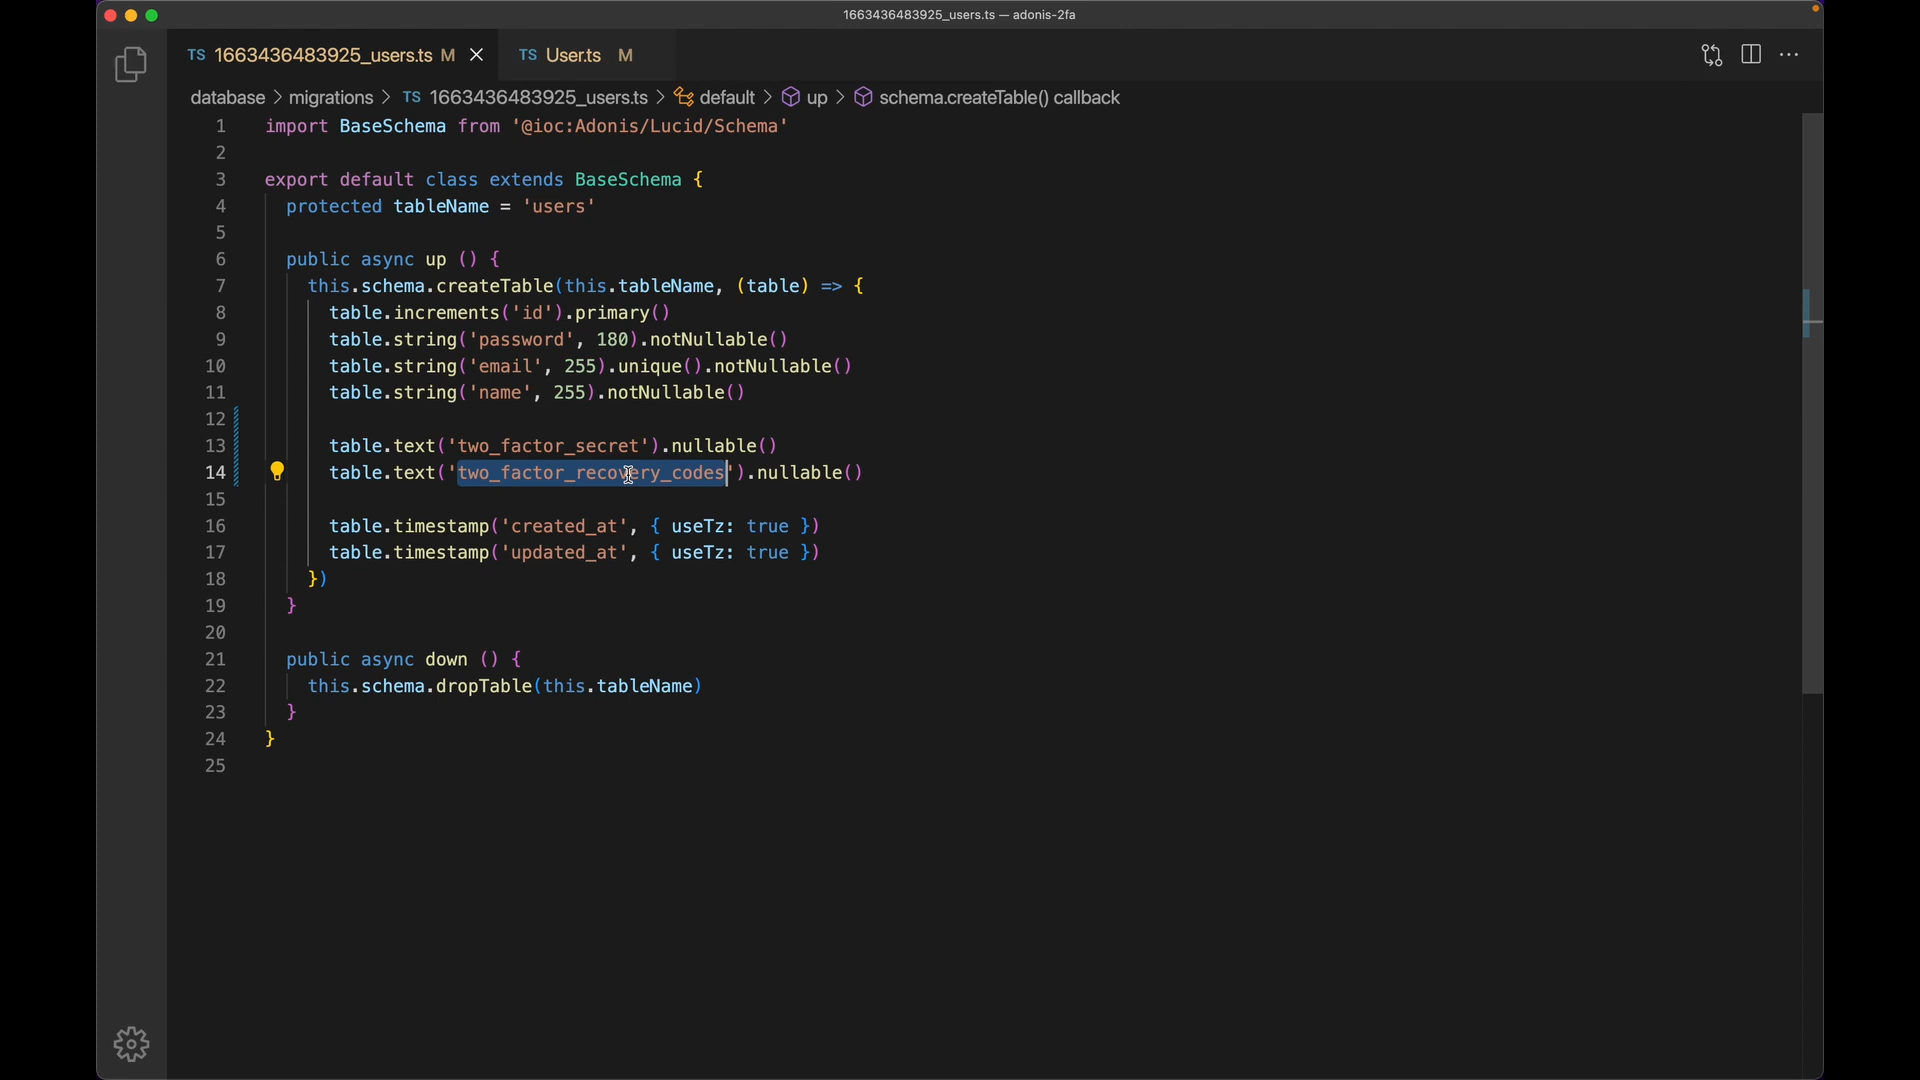 1663436483925_users.ts — adonis-2fa
TS 1663436483925_users.ts M
TS User.ts M
database > migrations > TS 1663436483925_users.ts > default > up > schema.createTable() callback
1 import BaseSchema from '@ioc:Adonis/Lucid/Schema'
2
3 export default class extends BaseSchema {
4 protected tableName = 'users'
5
6 public async up () {
7 this.schema.createTable(this.tableName, (table) => {
8 table.increments('id').primary()
9 table.string('password', 180).notNullable()
10 table.string('email', 255).unique().notNullable()
11 table.string('name', 255).notNullable()
12
13 table.text('two_factor_secret').nullable()
14 table.text('two_factor_recovery_codes').nullable()
15
16 table.timestamp('created_at', { useTz: true })
17 table.timestamp('updated_at', { useTz: true })
18 })
19 }
20
21 public async down () {
22 this.schema.dropTable(this.tableName)
23 }
24 }
25